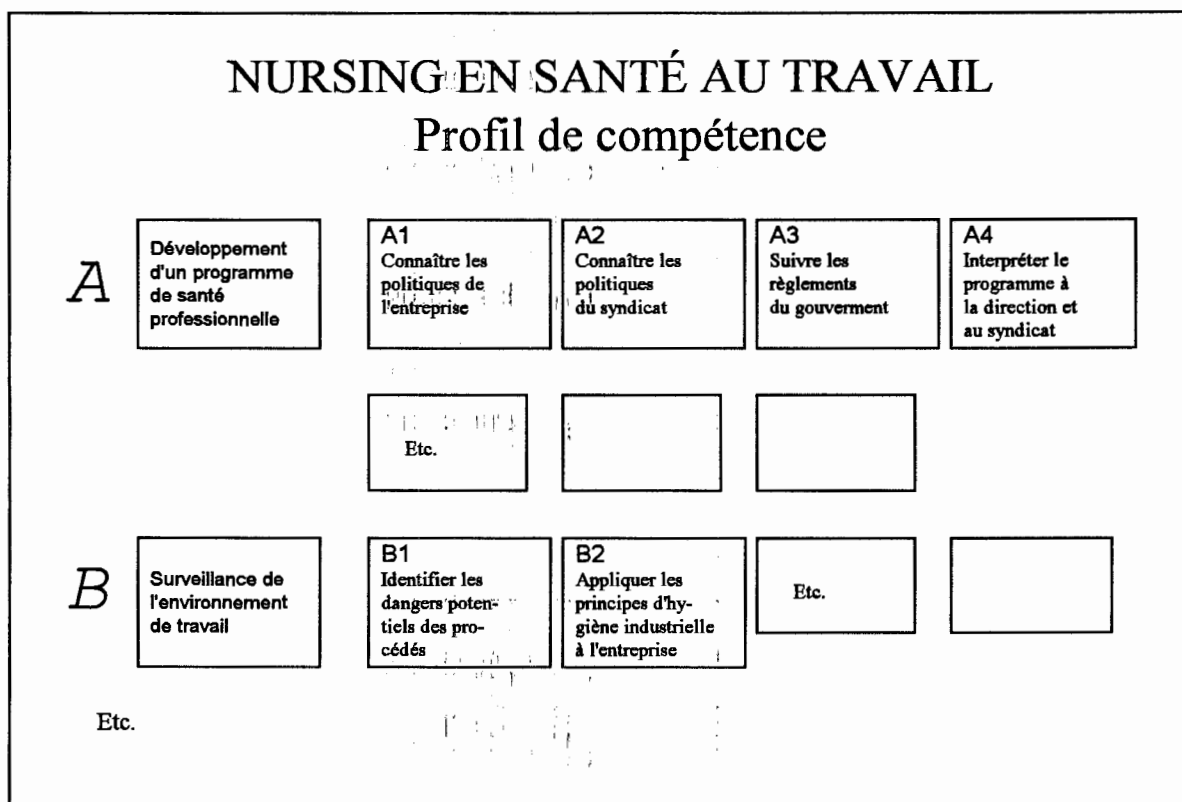 NURSING EN SANTÉ AU TRAVAIL
Profil de compétence
A
Développement
d'un programme
de santé
professionnelle
A1
Connaître les
politiques de
l'entreprise
A2
Connaître les
politiques
du syndicat
A3
Suivre les
règlements
du gouverment
A4
Interpréter le
programme à
la direction et
au syndicat
Etc.
B
Surveillance de
l'environnement
de travail
B1
Identifier les
dangers poten-
tiels des pro-
cédés
B2
Appliquer les
principes d'hy-
giène industrielle
à l'entreprise
Etc.
Etc.